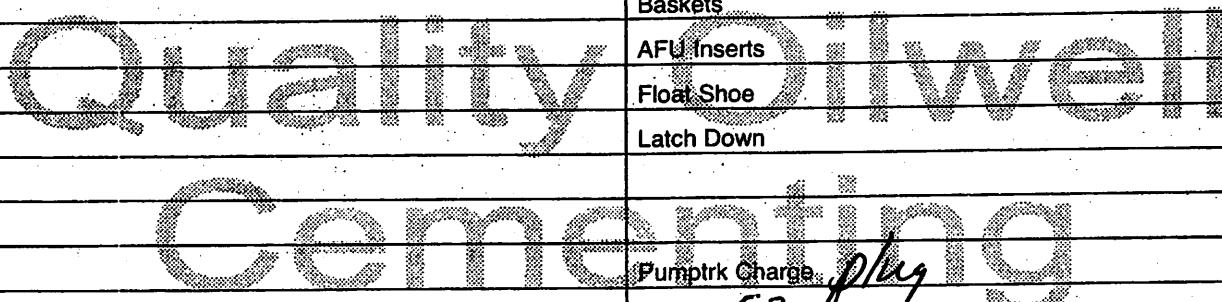 Baskets
Quality Oilwell
AFU Inserts
Float Shoe
Latch Down
Cementing
Pumptrk Charge plug